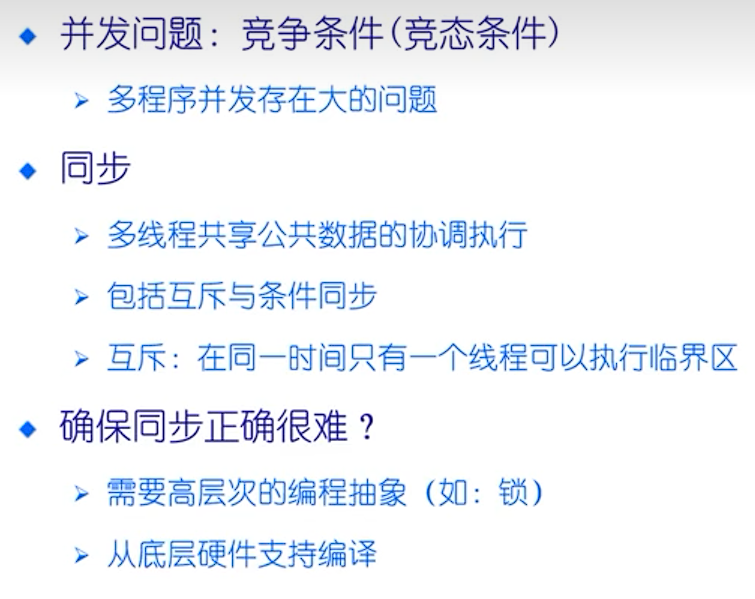 并发问题：竞争条件(竞态条件)
多程序并发存在大的问题
同步
多线程共享公共数据的协调执行
包括互斥与条件同步
互斥：在同一时间只有一个线程可以执行临界区
确保同步正确很难？
需要高层次的编程抽象（如：锁）
从底层硬件支持编译